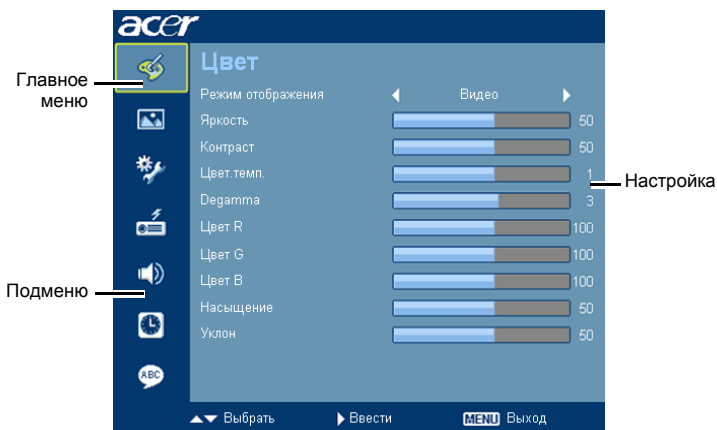 acer
Главное
меню
Цвет
Режим отображения Видео
Яркость 50
Контраст 50
Цвет.темп. 1
Настройка
Degamma 3
Цвет R 100
Цвет G 100
Цвет B 100
Подменю
Насыщение 50
Уклон 50
ABC
Выбрать Ввести MENU Выход